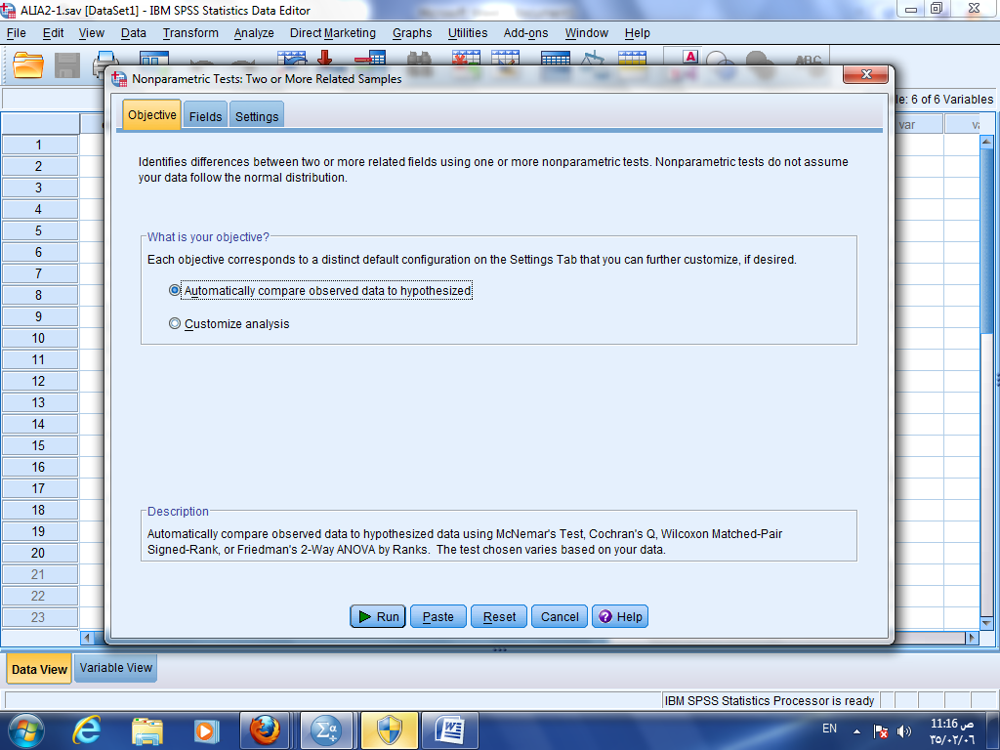 ALIA2-1.sav [DataSet1] - IBM SPSS Statistics Data Editor
File Edit View Data Transform Analyze Direct Marketing Graphs Utilities Add-ons Window Help
A
ABC
Nonparametric Tests: Two or More Related Samples
le: 6 of 6 Variables
Objective Fields Settings
var
1
2
3
4
5
6
7
8
9
10
11
12
13
14
15
16
17
18
19
20
21
22
23
Identifies differences between two or more related fields using one or more nonparametric tests. Nonparametric tests do not assume
your data follow the normal distribution.
What is your objective?
Each objective corresponds to a distinct default configuration on the Settings Tab that you can further customize, if desired.
Automatically compare observed data to hypothesized
Customize analysis
Description
Automatically compare observed data to hypothesized data using McNemar's Test, Cochran's Q, Wilcoxon Matched-Pair
Signed-Rank, or Friedman's 2-Way ANOVA by Ranks. The test chosen varies based on your data.
Run Paste Reset Cancel Help
Data View Variable View
IBM SPSS Statistics Processor is ready
EN
11:16 ص
٣٥/٠٢/٠٦